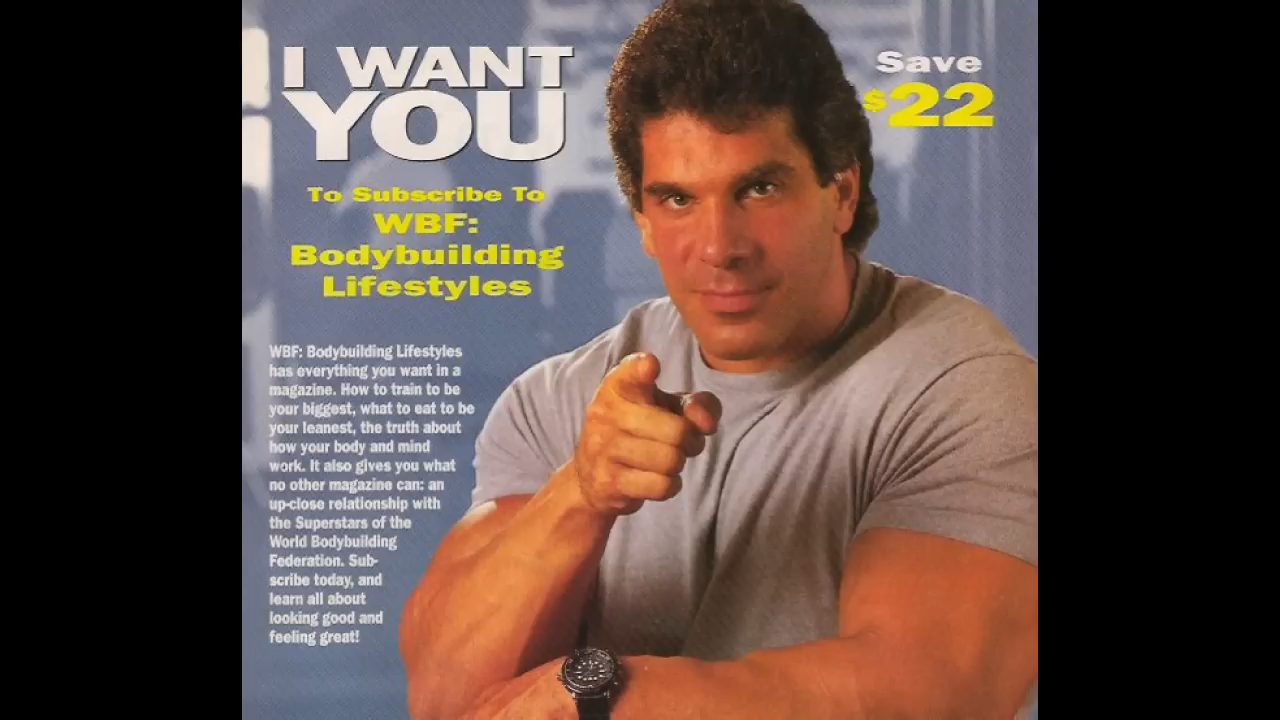 I WANT
YOU
To Subscribe To
WBF:
Bodybuilding
Lifestyles
Save
$22
WBF: Bodybuilding Lifestyles
has everything you want in a
magazine. How to train to be
your biggest, what to eat to be
your leanest, the truth about
how your body and mind
work. It also gives you what
no other magazine can: an
up-close relationship with
the Superstars of the
World Bodybuilding
Federation. Sub-
scribe today, and
learn all about
looking good and
feeling great!